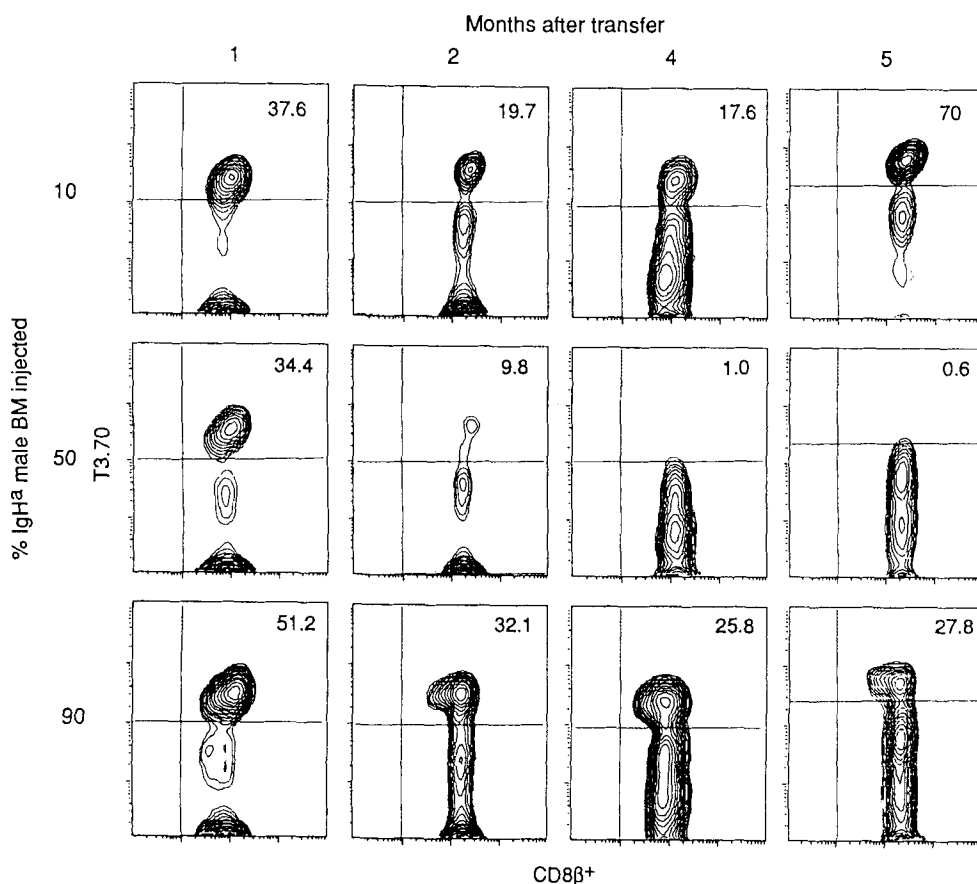 Months after transfer
1 2 4 5
37.6 19.7 17.6 70
10
34.4 9.8 1.0 0.6
50
51.2 32.1 25.8 27.8
90
% IgHa male BM injected
T3.70
CD8β+